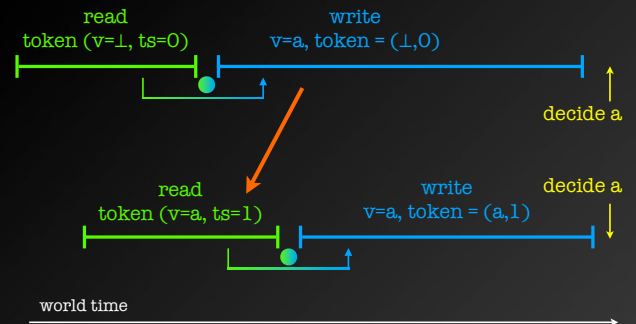 read
token (v=⊥, ts=0)
write
v=a, token = (⊥,0)
decide a
read
token (v=a, ts=1)
write
v=a, token = (a,1)
decide a
world time